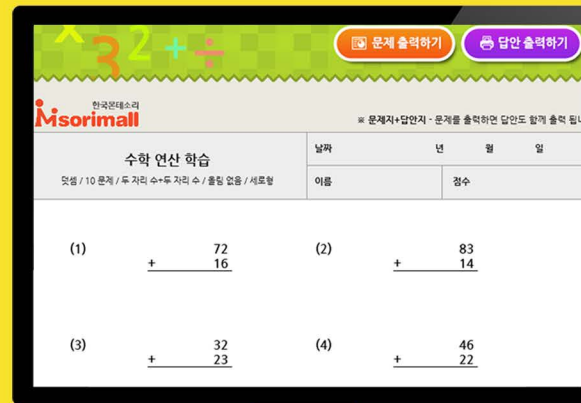 x 3 2 + ÷
문제 출력하기
답안 출력하기
한국몬테소리
Msorimall
※ 문제지+답안지 - 문제를 출력하면 답안도 함께 출력 됩니
수학 연산 학습
덧셈 / 10 문제 / 두 자리 수+두 자리 수 / 올림 없음 / 세로형
날짜 년 월 일
이름 점수
(1) 72 (2) 83
+ 16 + 14
(3) 32 (4) 46
+ 23 + 22